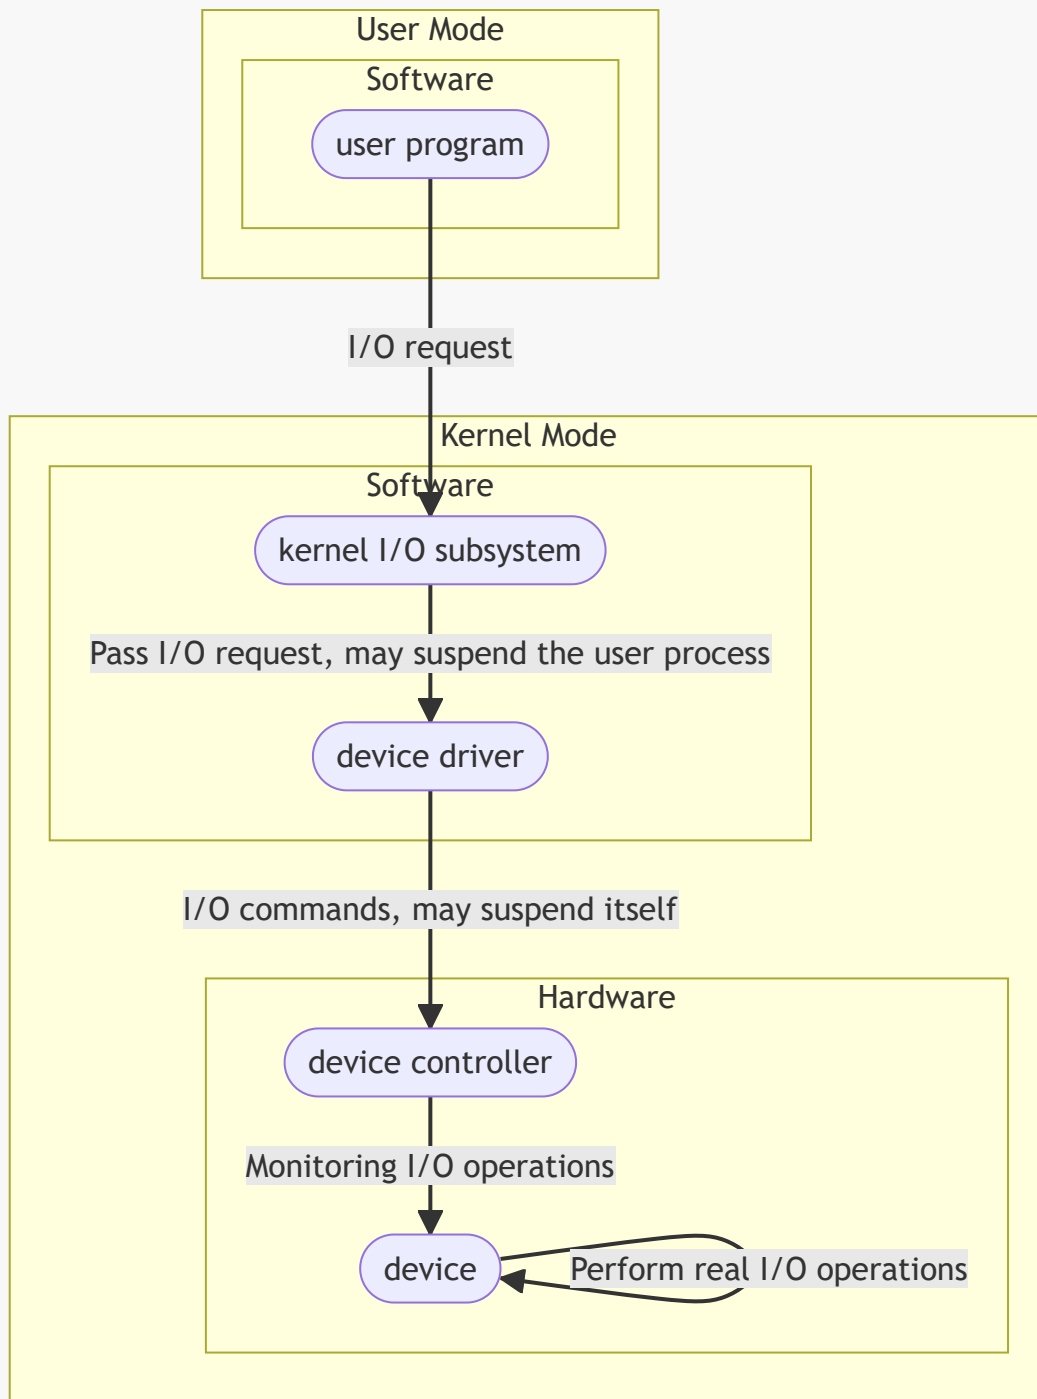 User Mode
Software
user program
I/O request
Kernel Mode
Software
kernel I/O subsystem
Pass I/O request, may suspend the user process
device driver
I/O commands, may suspend itself
Hardware
device controller
Monitoring I/O operations
device
Perform real I/O operations